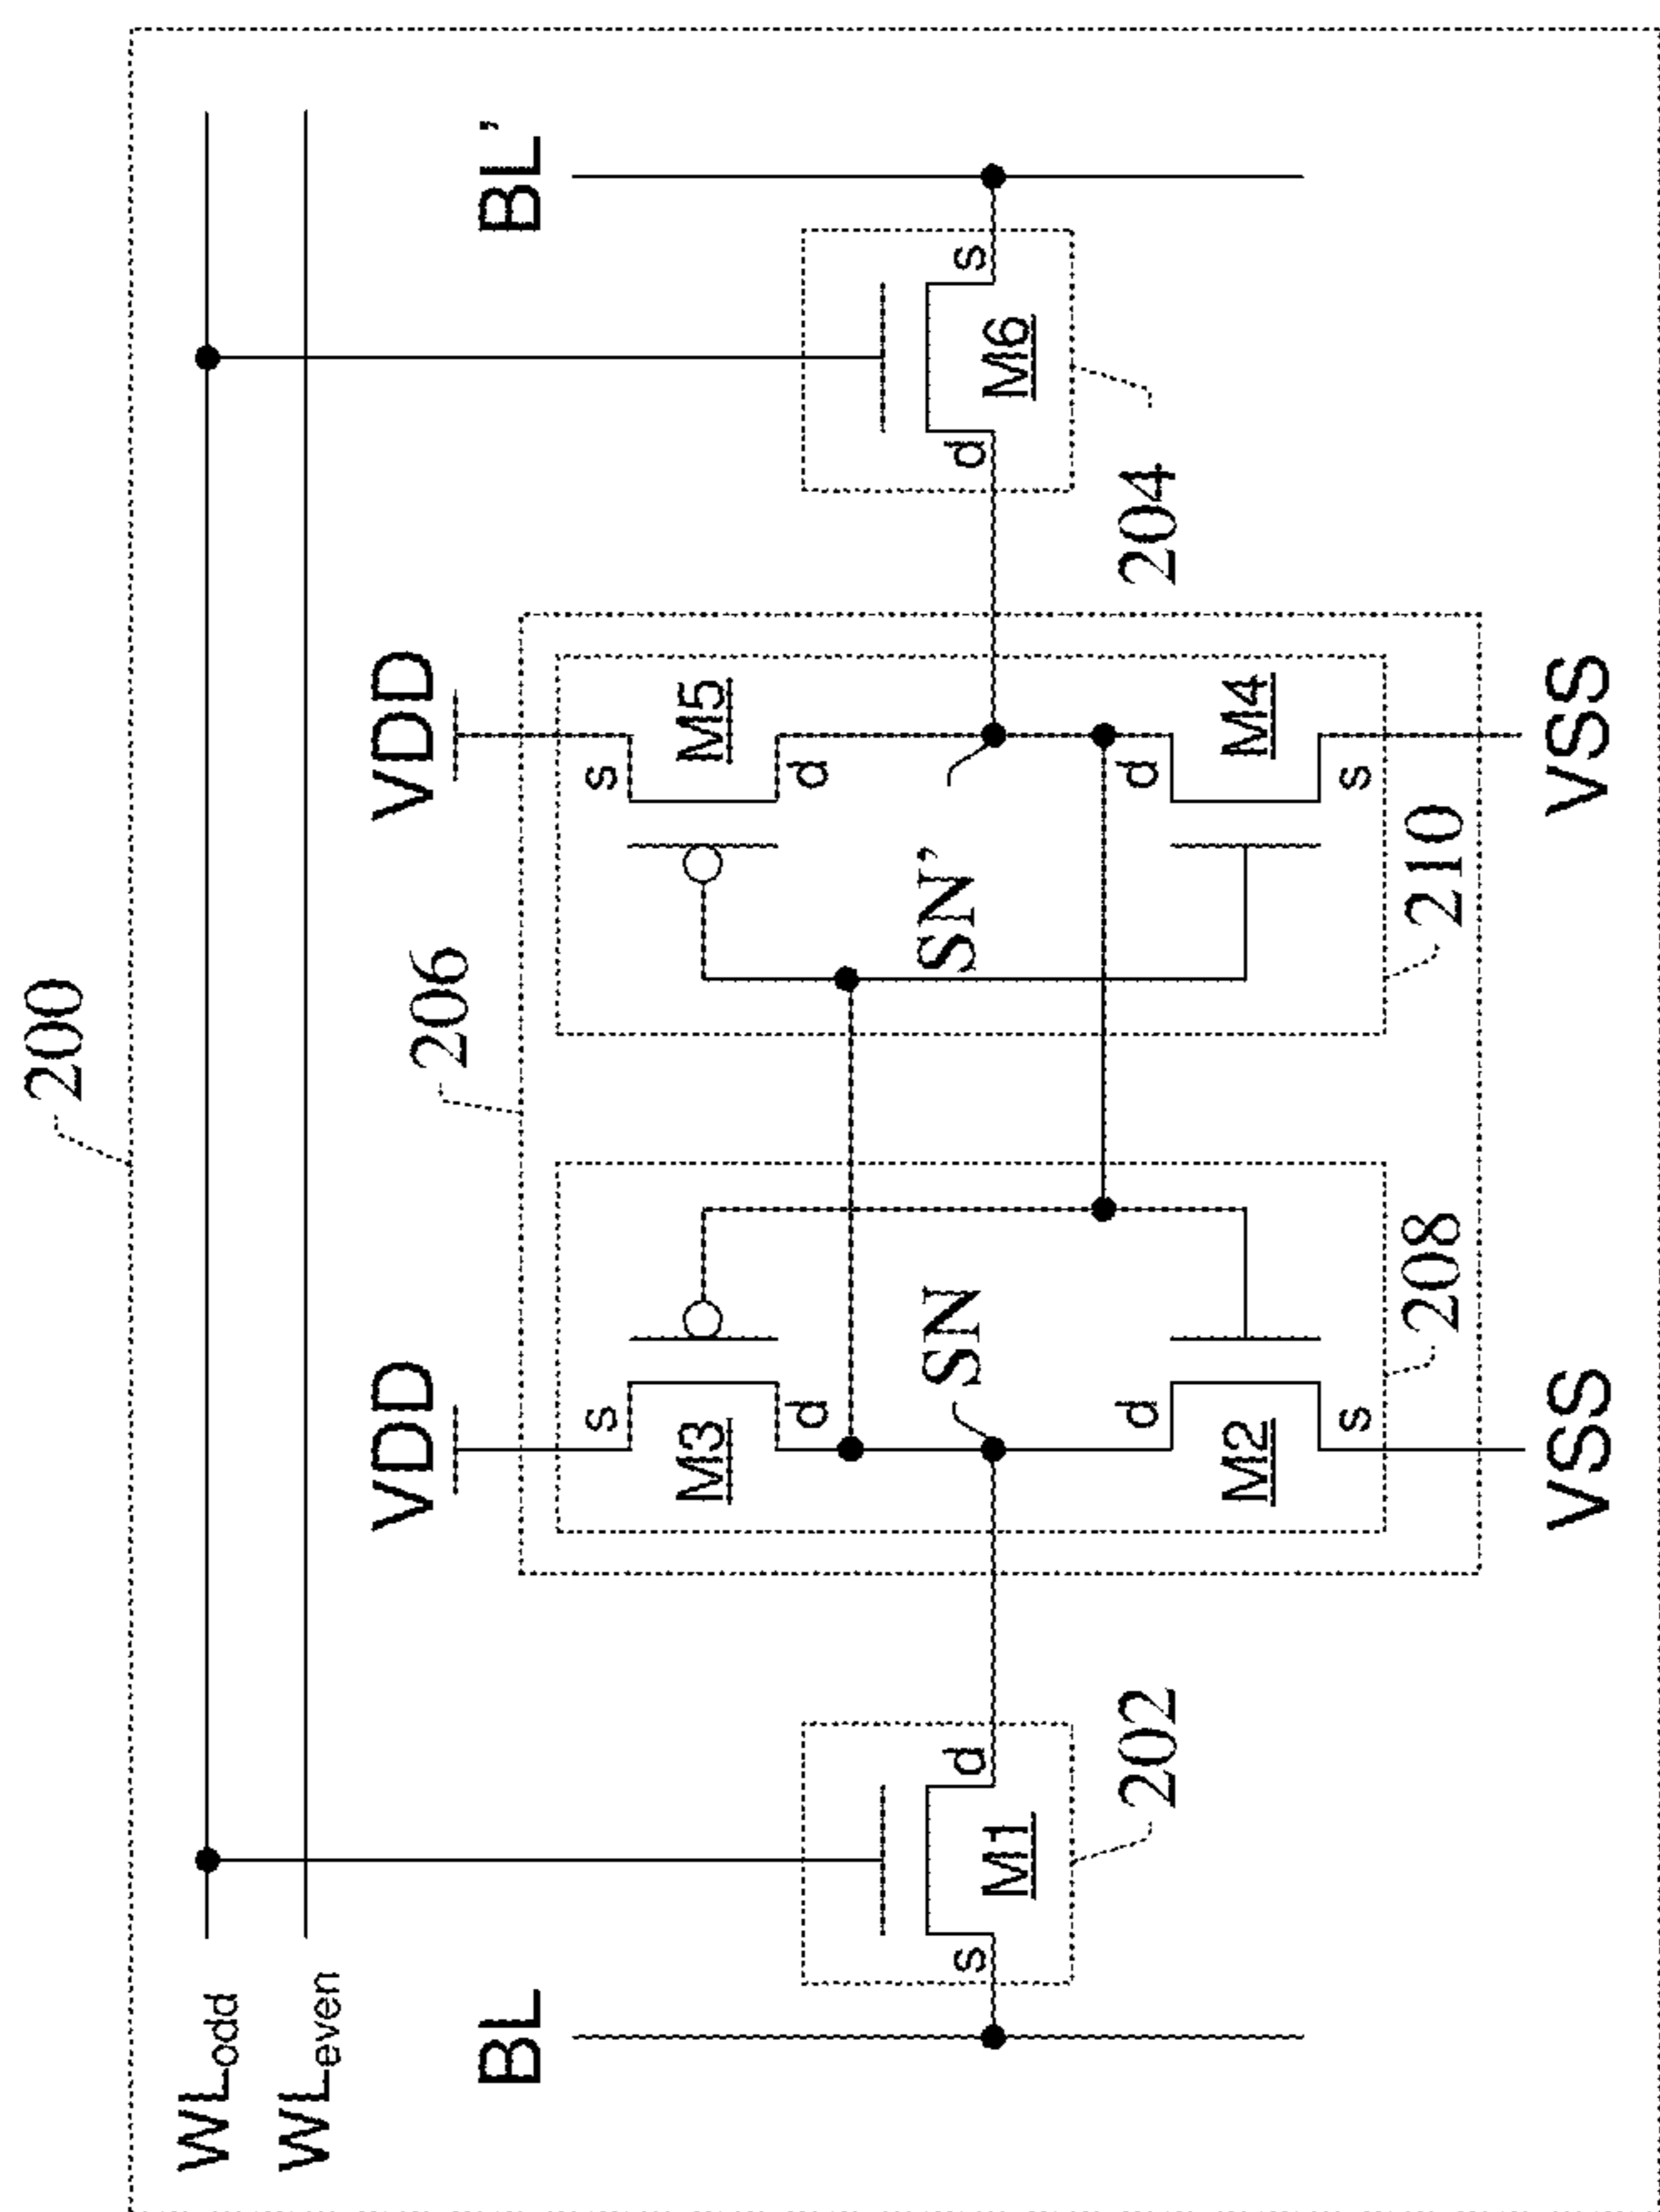 200
WLodd
WLeven
BL
BL’
VDD
VDD
206
s
s
M3
M5
d
d
SN
SN’
s
d
d
s
M1
M6
202
204
d
d
M2
M4
s
s
208
210
VSS
VSS